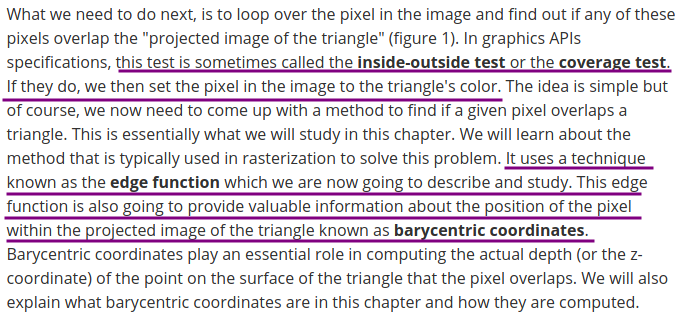 What we need to do next, is to loop over the pixel in the image and find out if any of these
pixels overlap the "projected image of the triangle" (figure 1). In graphics APIs
specifications, this test is sometimes called the inside-outside test or the coverage test.
If they do, we then set the pixel in the image to the triangle's color. The idea is simple but
of course, we now need to come up with a method to find if a given pixel overlaps a
triangle. This is essentially what we will study in this chapter. We will learn about the
method that is typically used in rasterization to solve this problem. It uses a technique
known as the edge function which we are now going to describe and study. This edge
function is also going to provide valuable information about the position of the pixel
within the projected image of the triangle known as barycentric coordinates.
Barycentric coordinates play an essential role in computing the actual depth (or the z-
coordinate) of the point on the surface of the triangle that the pixel overlaps. We will also
explain what barycentric coordinates are in this chapter and how they are computed.